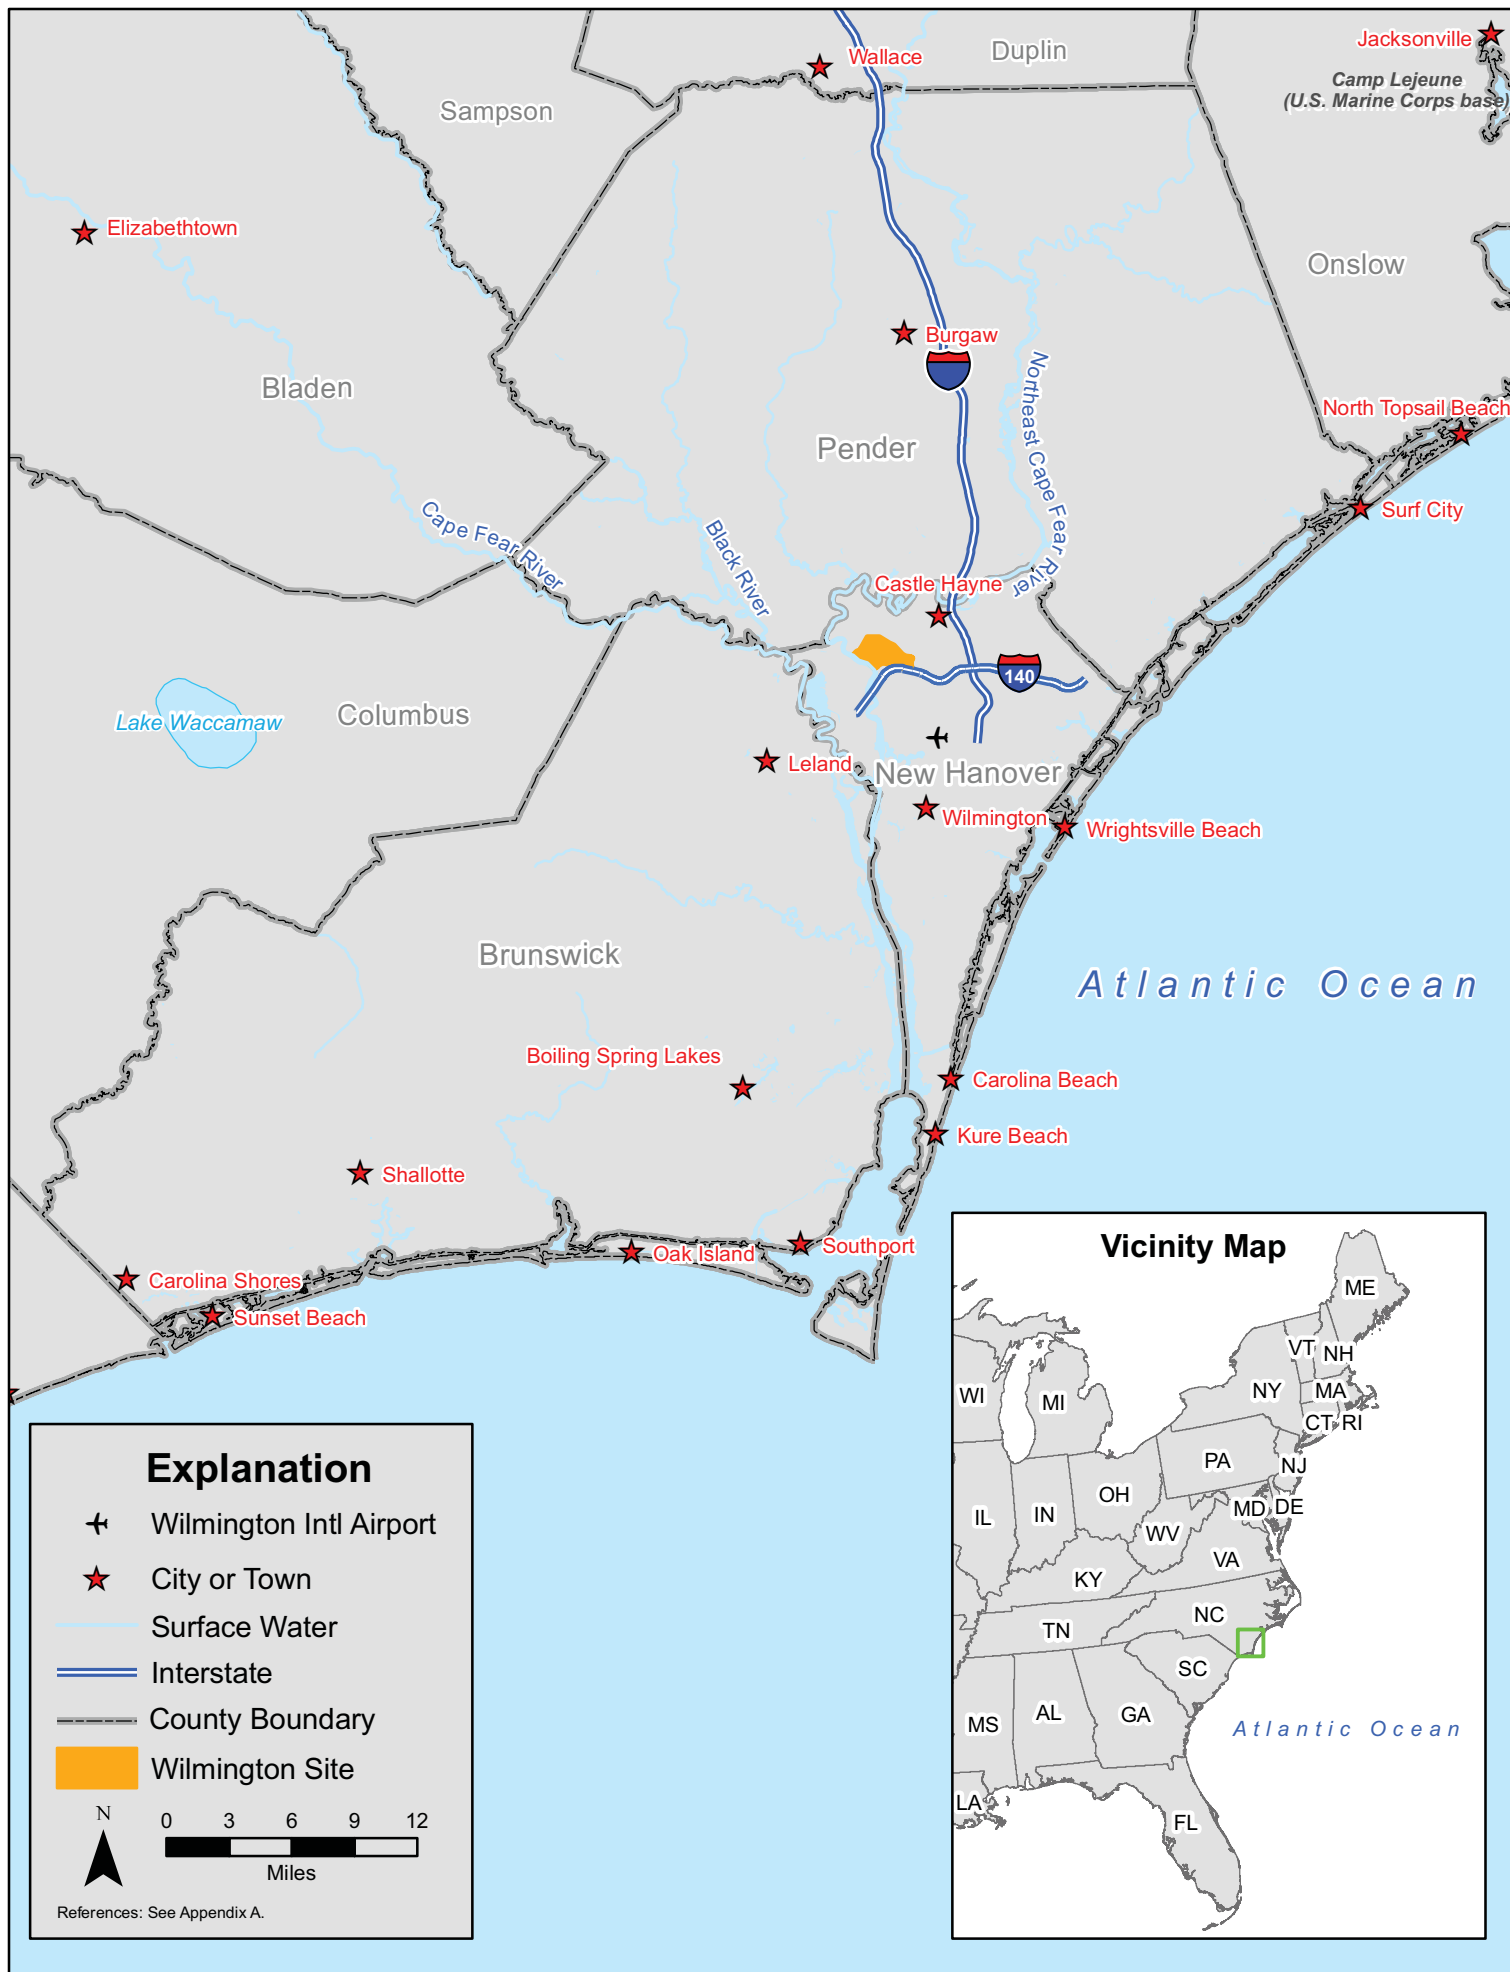 Wallace
Duplin
Jacksonville
Camp Lejeune
(U.S. Marine Corps base)
Sampson
Elizabethtown
Onslow
Burgaw
Bladen
North Topsail Beach
Pender
Northeast Cape Fear River
Surf City
Cape Fear River
Black River
Castle Hayne
140
Lake Waccamaw
Columbus
Leland
New Hanover
Wilmington
Wrightsville Beach
Brunswick
Atlantic Ocean
Boiling Spring Lakes
Carolina Beach
Kure Beach
Shallotte
Southport
Oak Island
Carolina Shores
Sunset Beach
Explanation
Wilmington Intl Airport
City or Town
Surface Water
Interstate
County Boundary
Wilmington Site
N
0 3 6 9 12
Miles
References: See Appendix A.
Vicinity Map
ME
VT
NH
WI
MI
NY
MA
CT
RI
PA
NJ
OH
IL
IN
MD
DE
WV
VA
KY
NC
TN
SC
MS
AL
GA
Atlantic Ocean
LA
FL